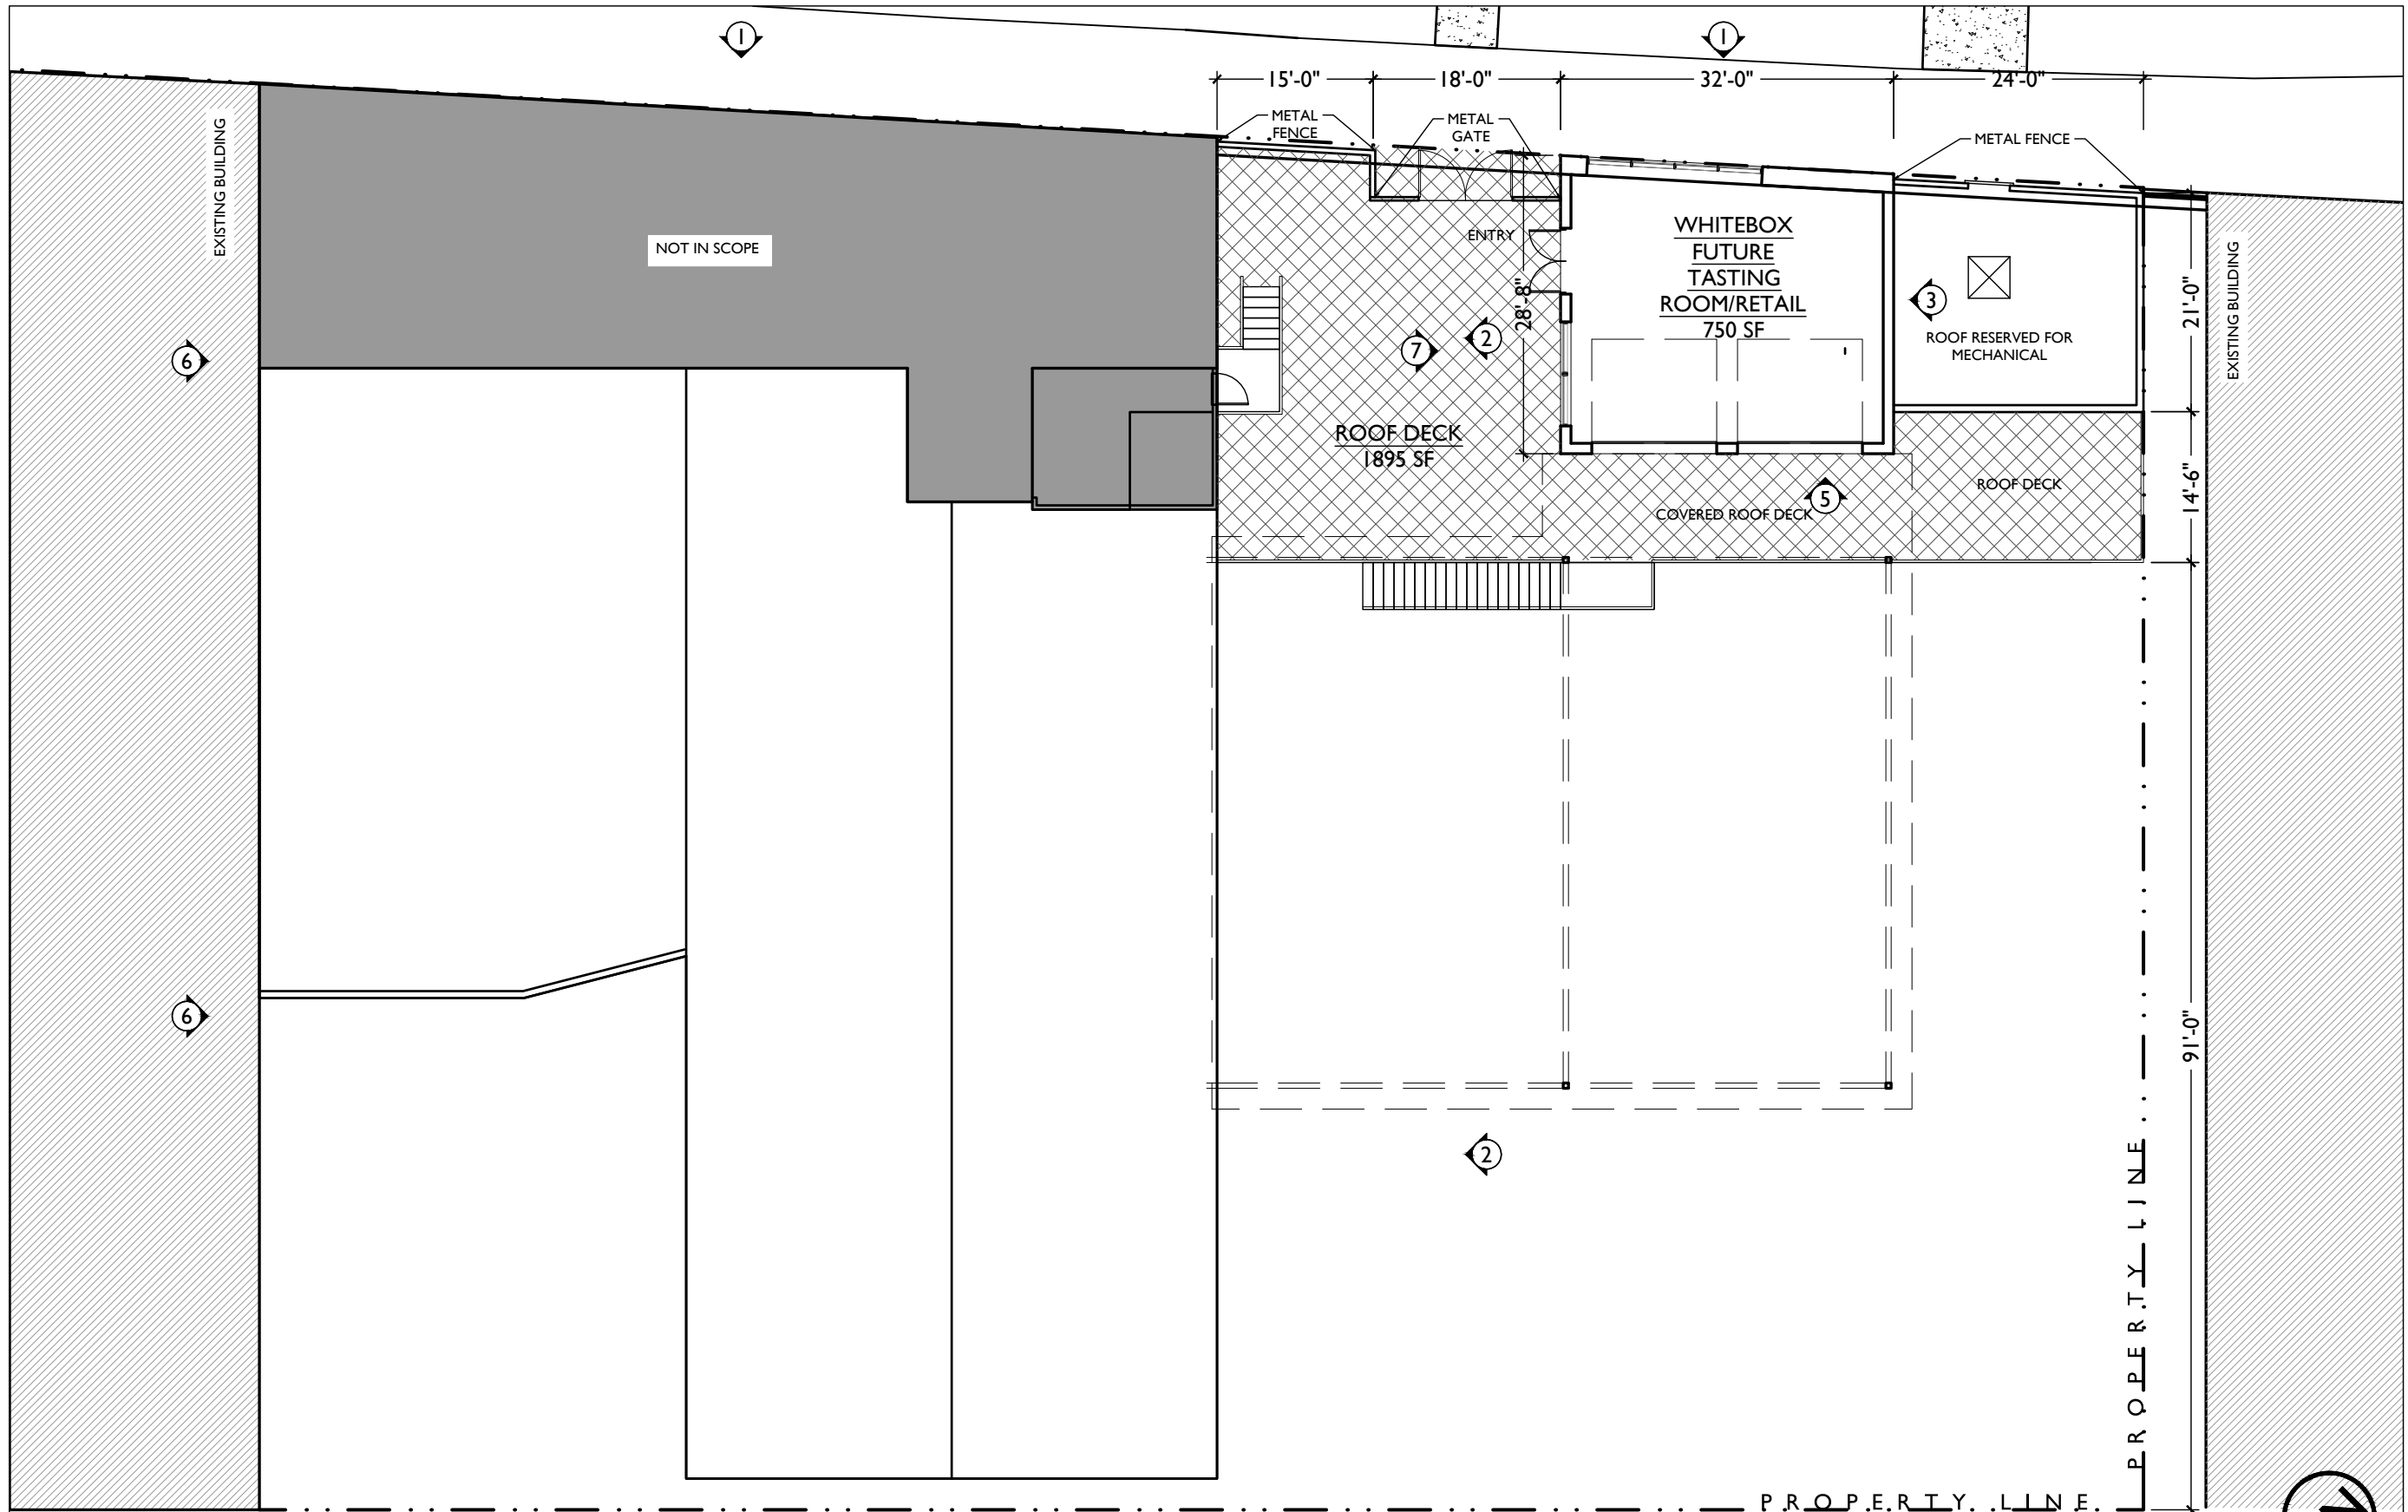 1
1
15'-0"
18'-0"
32'-0"
24'-0"
METAL
FENCE
METAL
GATE
METAL FENCE
EXISTING BUILDING
NOT IN SCOPE
ENTRY
WHITEBOX
FUTURE
TASTING
ROOM/RETAIL
750 SF
28'-8"
3
21'-0"
EXISTING BUILDING
ROOF RESERVED FOR
MECHANICAL
6
7
2
ROOF DECK
1895 SF
5
COVERED ROOF DECK
ROOF DECK
14'-6"
6
91'-0"
2
PROPERTY LINE
PROPERTY LINE